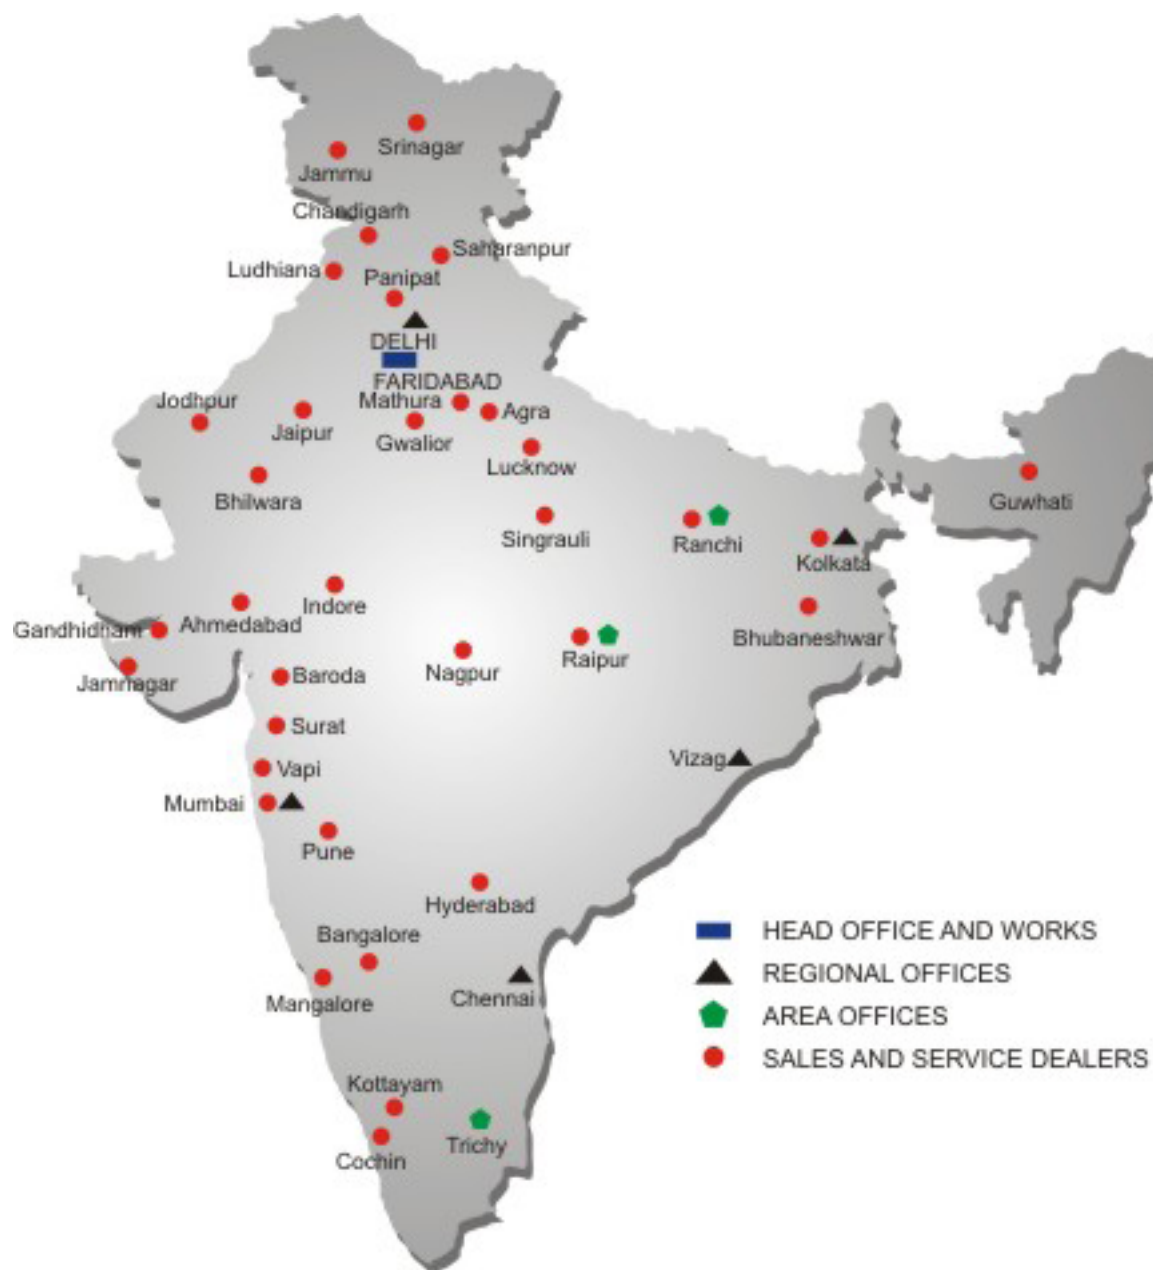 Srinagar
Jammu
Chandigarh
Saharanpur
Ludhiana
Panipat
DELHI
FARIDABAD
Jodhpur
Mathura
Agra
Jaipur
Gwalior
Lucknow
Bhilwara
Guwhati
Singrauli
Ranchi
Kolkata
Indore
Ahmedabad
Gandhidham
Bhubaneshwar
Raipur
Nagpur
Baroda
Jamnagar
Surat
Vizag
Vapi
Mumbai
Pune
Hyderabad
Bangalore
Mangalore
Chennai
HEAD OFFICE AND WORKS
REGIONAL OFFICES
AREA OFFICES
SALES AND SERVICE DEALERS
Kottayam
Trichy
Cochin